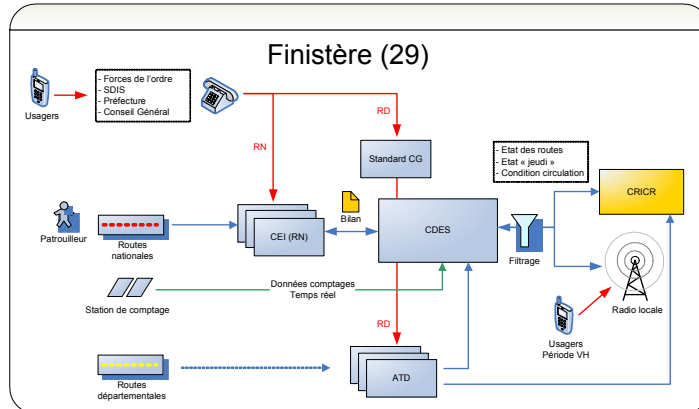 Finistère (29)
Usagers
- Forces de l'ordre
- SDIS
- Préfecture
- Conseil Général
RD
RN
Standard CG
- Etat des routes
- Etat « jeudi »
- Condition circulation
CRICR
Patrouilleur
Routes
nationales
CEI (RN)
Bilan
CDES
Filtrage
Radio locale
Station de comptage
Données comptages
Temps réel
Usagers
Période VH
RD
Routes
départementales
ATD